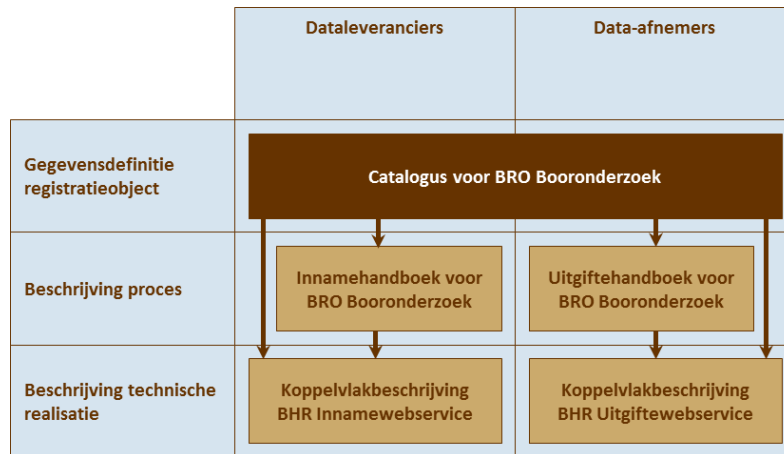 Dataleveranciers
Data-afnemers
Gegevensdefinitie
registratieobject
Catalogus voor BRO Booronderzoek
Beschrijving proces
Innamehandboek voor
BRO Booronderzoek
Uitgiftehandboek voor
BRO Booronderzoek
Beschrijving technische
realisatie
Koppelvlakbeschrijving
BHR Innamewebservice
Koppelvlakbeschrijving
BHR Uitgiftewebservice